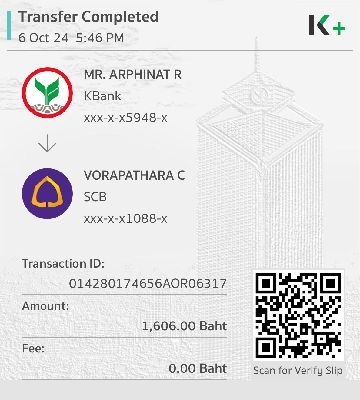 Transfer Completed
6 Oct 24 5:46 PM
K+
MR. ARPHINAT R
KBank
xxx-x-x5948-x
VORAPATHARA C
SCB
xxx-x-x1088-x
Transaction ID:
014280174656AOR06317
Amount:
1,606.00 Baht
Fee:
0.00 Baht
Scan for Verify Slip